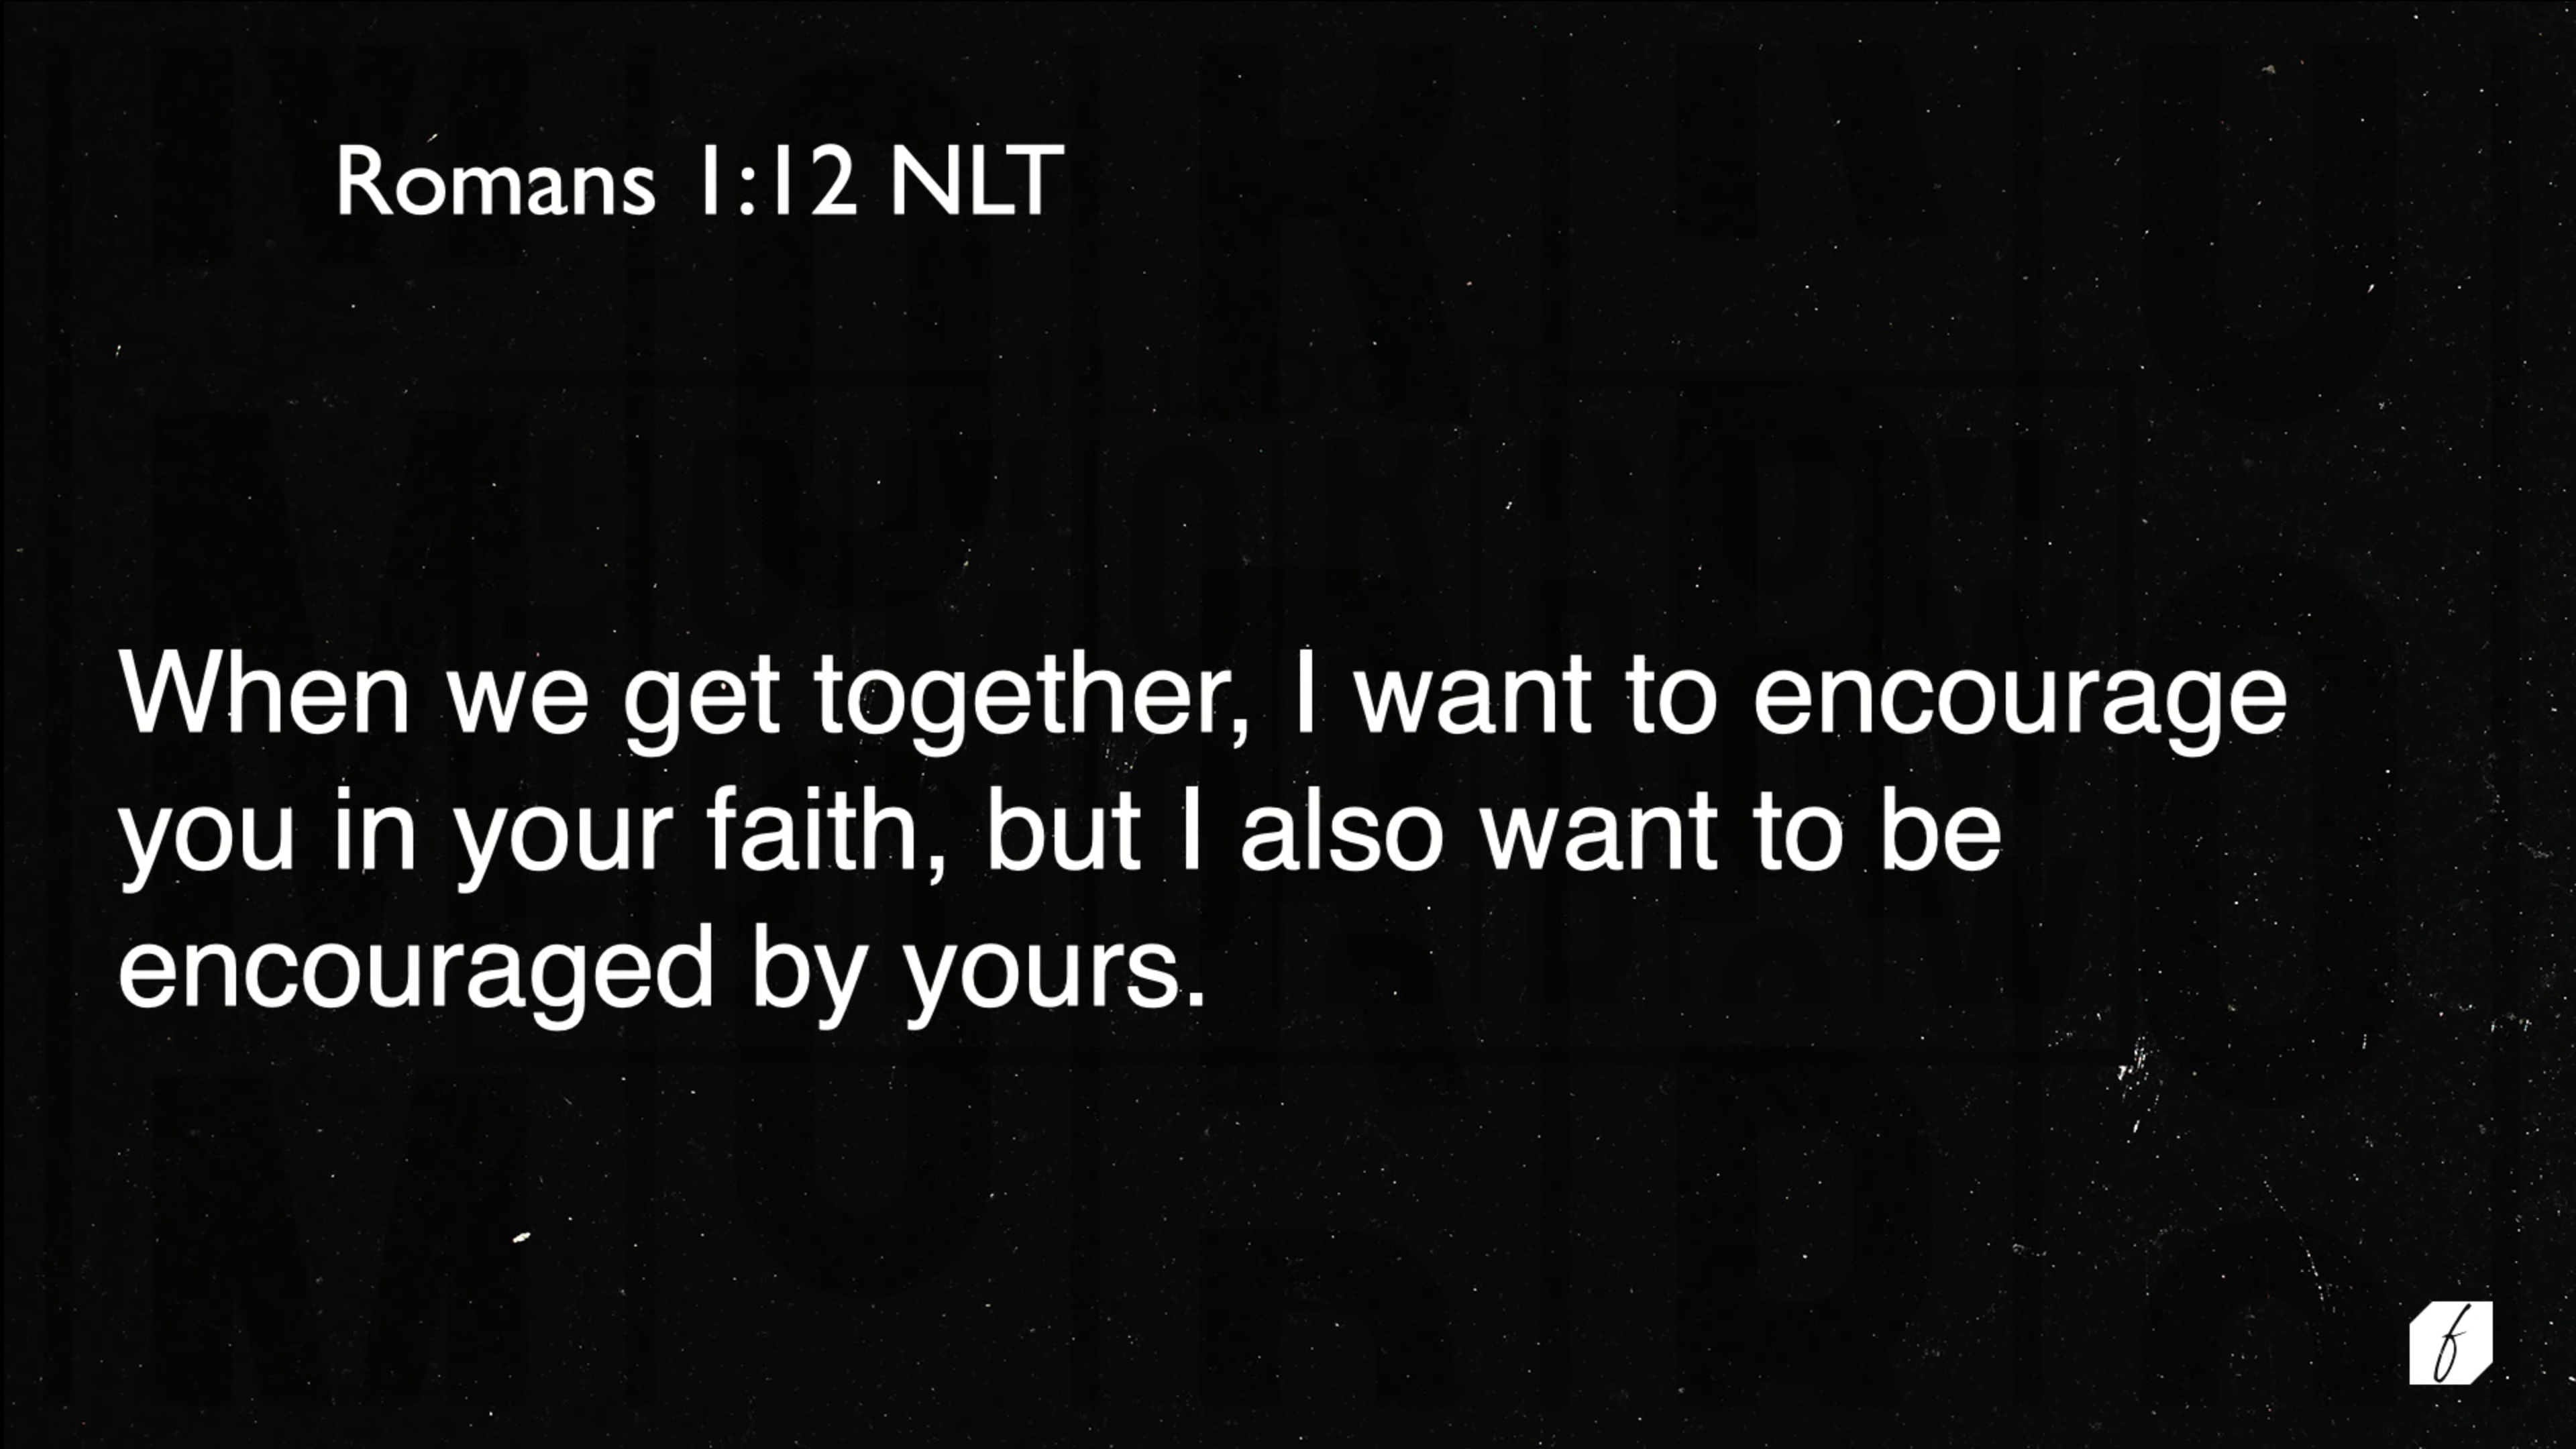 Romans 1:12 NLT
When we get together, I want to encourage
you in your faith, but I also want to be
encouraged by yours.
f